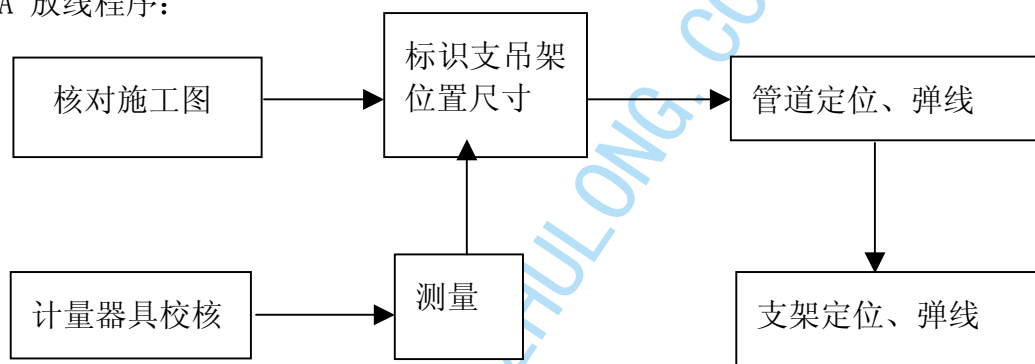 A 放线程序：
核对施工图
标识支吊架
位置尺寸
管道定位、弹线
计量器具校核
测量
支架定位、弹线
HULONG. CO